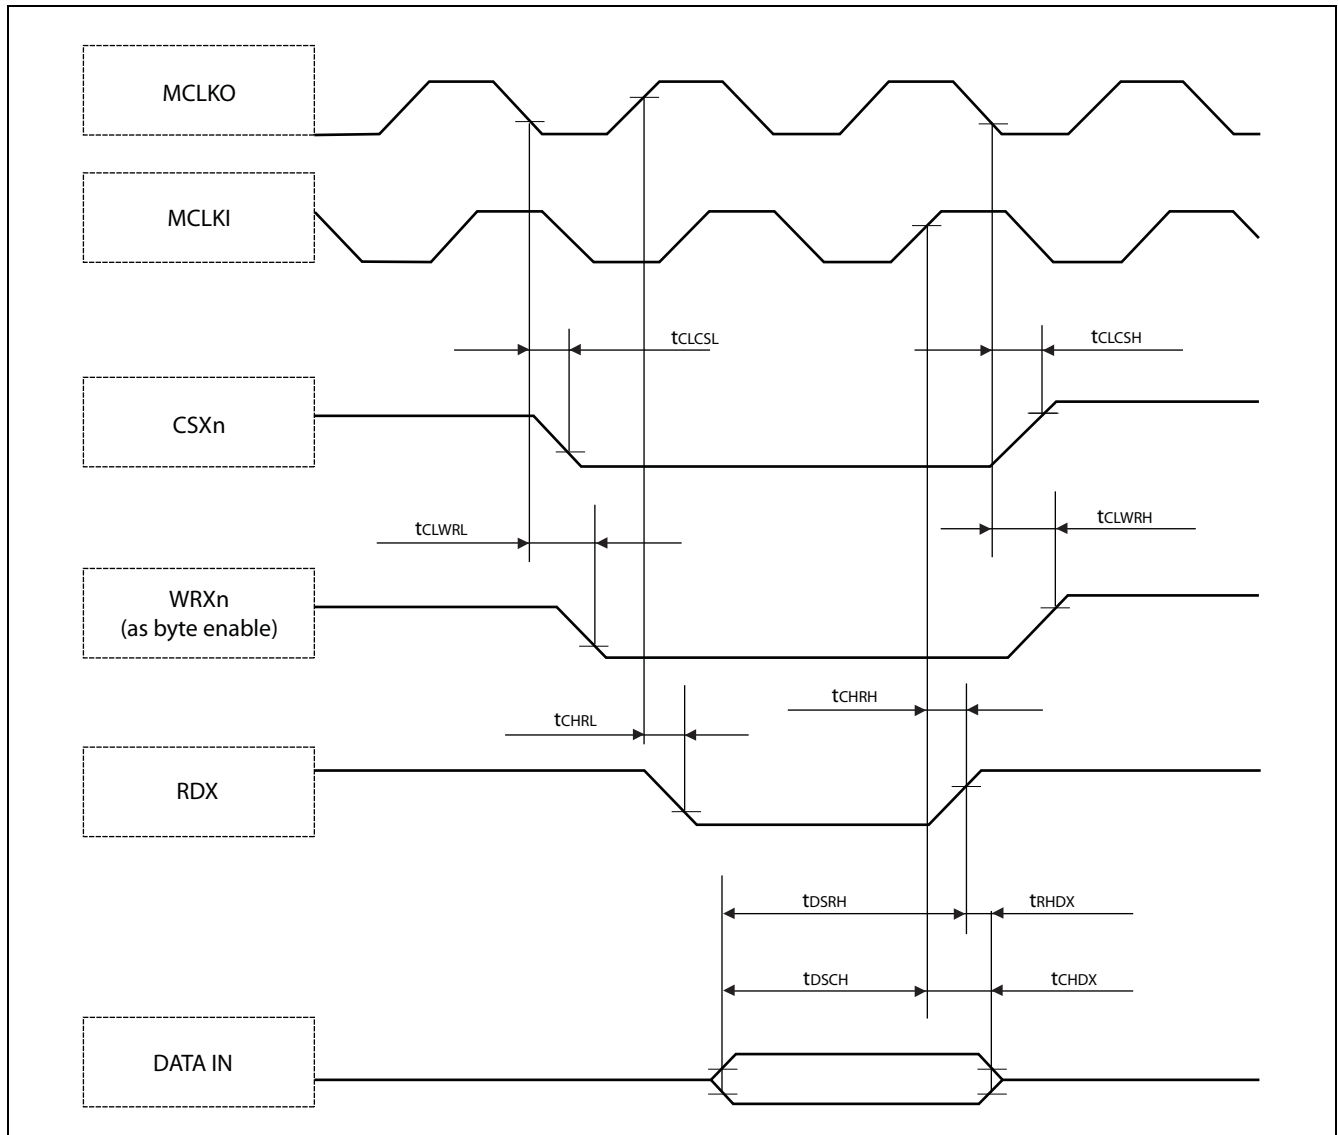 MCLKO
MCLKI
tCLCSL
tCLCSH
CSXn
tCLWRL
tCLWRH
WRXn
(as byte enable)
tCHRL
tCHRH
RDX
tDSRH
tRHDX
tDSCH
tCHDX
DATA IN